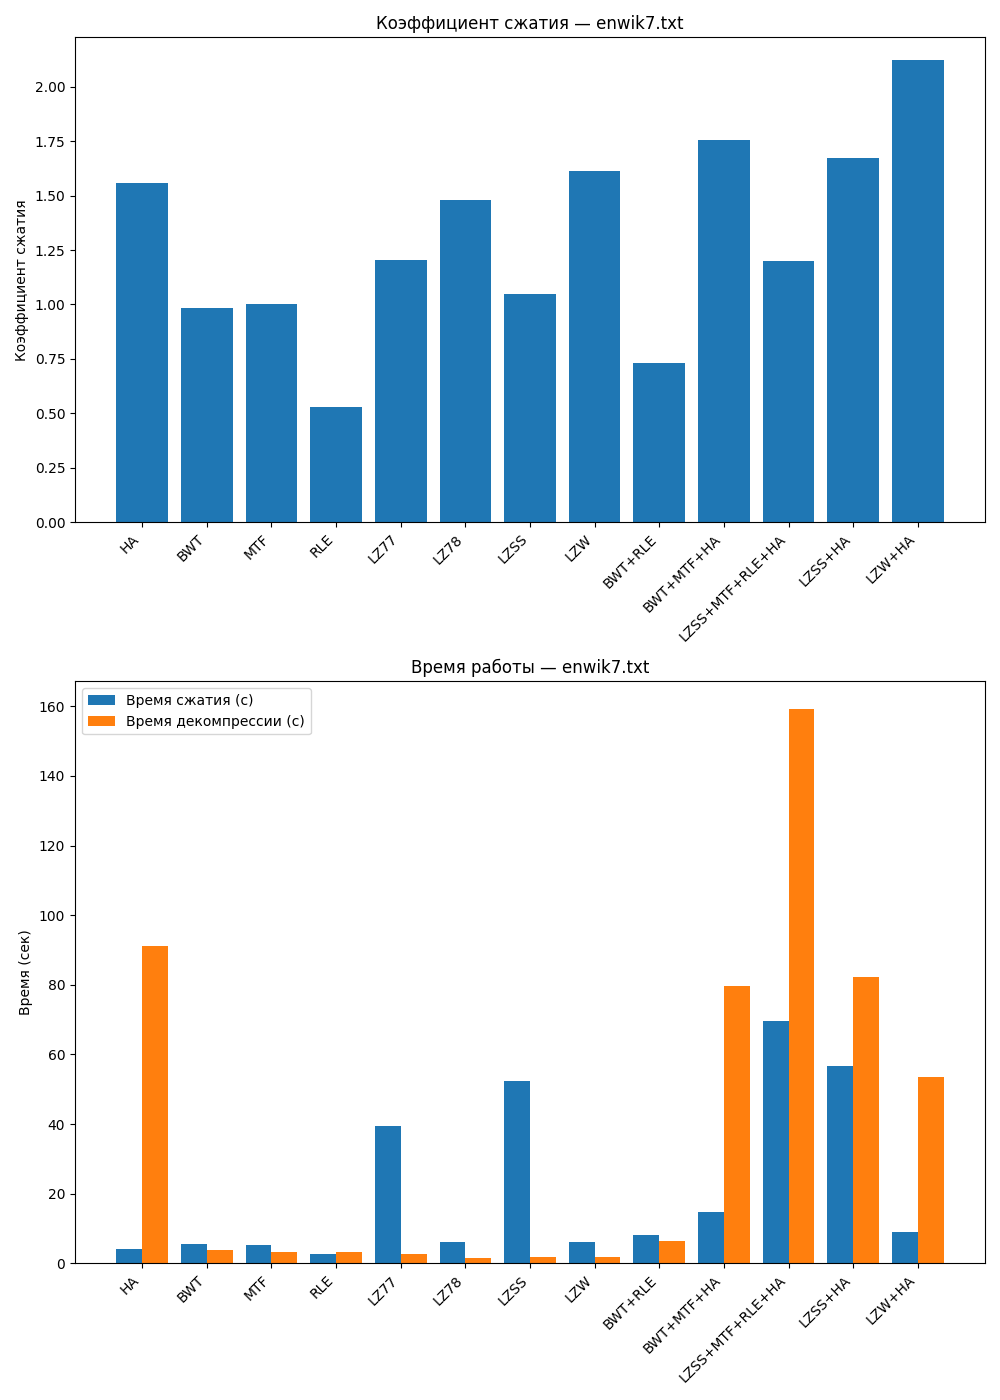 Коэффициент сжатия — enwik7.txt
Коэффициент сжатия
2.00
1.75
1.50
1.25
1.00
0.75
0.50
0.25
0.00
HA
BWT
MTF
RLE
LZ77
LZ78
LZSS
LZW
BWT+RLE
BWT+MTF+HA
LZSS+MTF+RLE+HA
LZSS+HA
LZW+HA
Время работы — enwik7.txt
Время сжатия (с)
Время декомпрессии (с)
Время (сек)
160
140
120
100
80
60
40
20
0
HA
BWT
MTF
RLE
LZ77
LZ78
LZSS
LZW
BWT+RLE
BWT+MTF+HA
LZSS+MTF+RLE+HA
LZSS+HA
LZW+HA